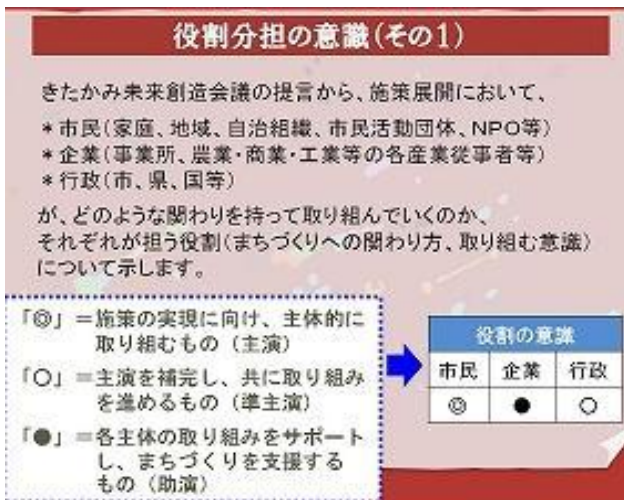 役割分担の意識(その1)
きたかみ未来創造会議の提言から、施策展開において、
*市民(家庭、地域、自治組織、市民活動団体、NPO等)
*企業(事業所、農業・商業・工業等の各産業従事者等)
*行政(市、県、国等)
が、どのような関わりを持って取り組んでいくのか、
それぞれが担う役割(まちづくりへの関わり方、取り組む意識)
について示します。
「◎」=施策の実現に向け、主体的に
取り組むもの(主演)
「○」=主演を補完し、共に取り組み
を進めるもの(準主演)
「●」=各主体の取り組みをサポート
し、まちづくりを支援する
もの(助演)
役割の意識
市民 企業 行政
◎ ● ○